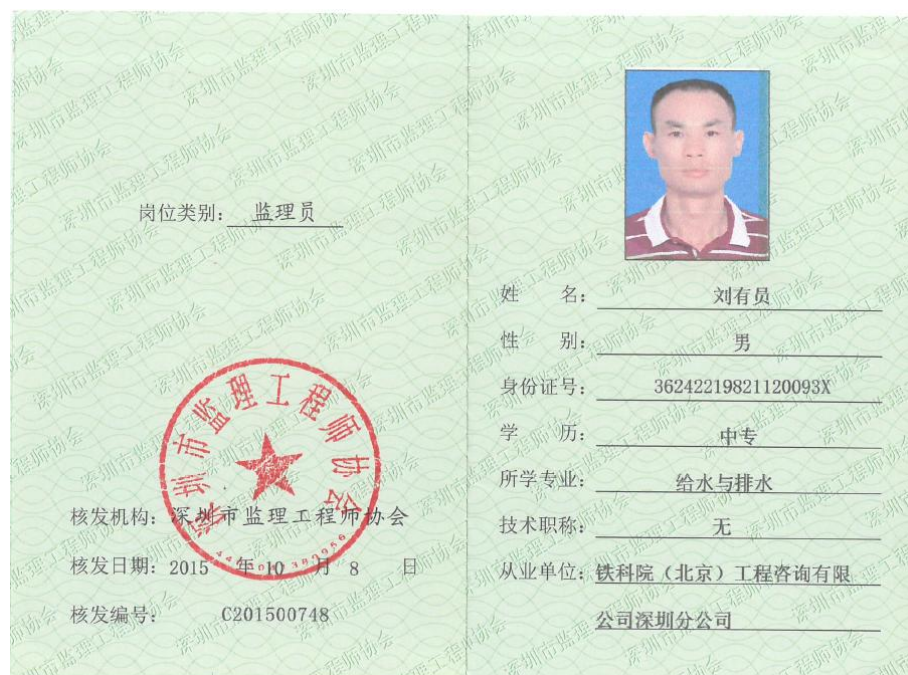 岗位类别：监理员
深圳市监理工程师协会
核发机构：深圳市监理工程师协会
核发日期：2015 年 10 月 8 日
核发编号：C201500748
姓 名：刘有员
性 别：男
身份证号：36242219821120093X
学 历：中专
所学专业：给水与排水
技术职称：无
从业单位：铁科院（北京）工程咨询有限
公司深圳分公司